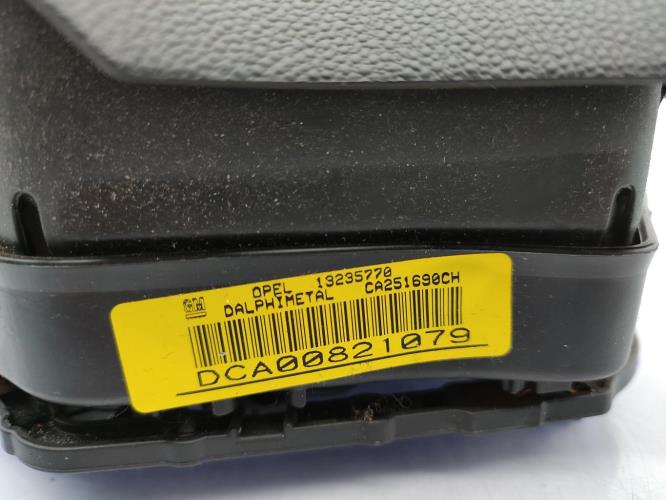 GM OPEL 13235770
DALPHIMETAL CA251690CH
DCA00821079